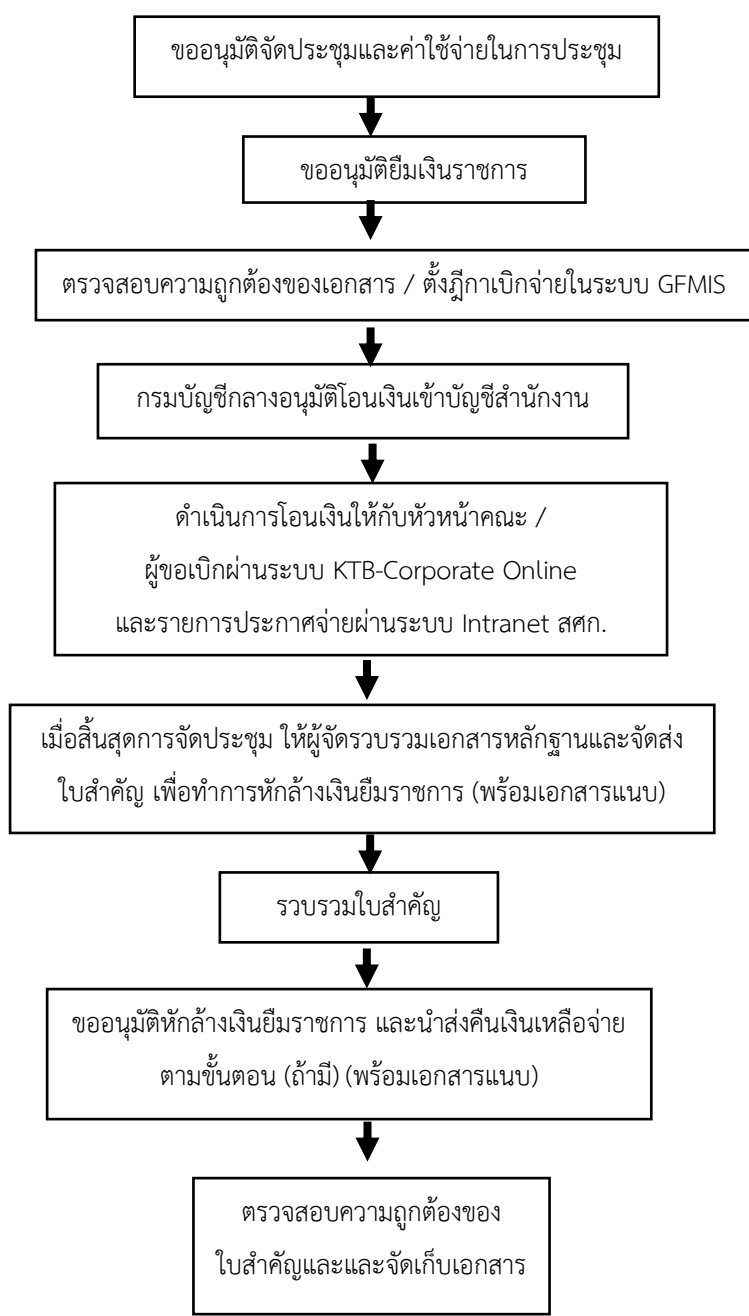 ขออนุมัติจัดประชุมและค่าใช้จ่ายในการประชุม
ขออนุมัติยืมเงินราชการ
ตรวจสอบความถูกต้องของเอกสาร / ตั้งฎีกาเบิกจ่ายในระบบ GFMIS
กรมบัญชีกลางอนุมัติโอนเงินเข้าบัญชีสำนักงาน
ดำเนินการโอนเงินให้กับหัวหน้าคณะ /
ผู้ขอเบิกผ่านระบบ KTB-Corporate Online
และรายการประกาศจ่ายผ่านระบบ Intranet สศก.
เมื่อสิ้นสุดการจัดประชุม ให้ผู้จัดรวบรวมเอกสารหลักฐานและจัดส่ง
ใบสำคัญ เพื่อทำการหักล้างเงินยืมราชการ (พร้อมเอกสารแนบ)
รวบรวมใบสำคัญ
ขออนุมัติหักล้างเงินยืมราชการ และนำส่งคืนเงินเหลือจ่าย
ตามขั้นตอน (ถ้ามี) (พร้อมเอกสารแนบ)
ตรวจสอบความถูกต้องของ
ใบสำคัญและและจัดเก็บเอกสาร